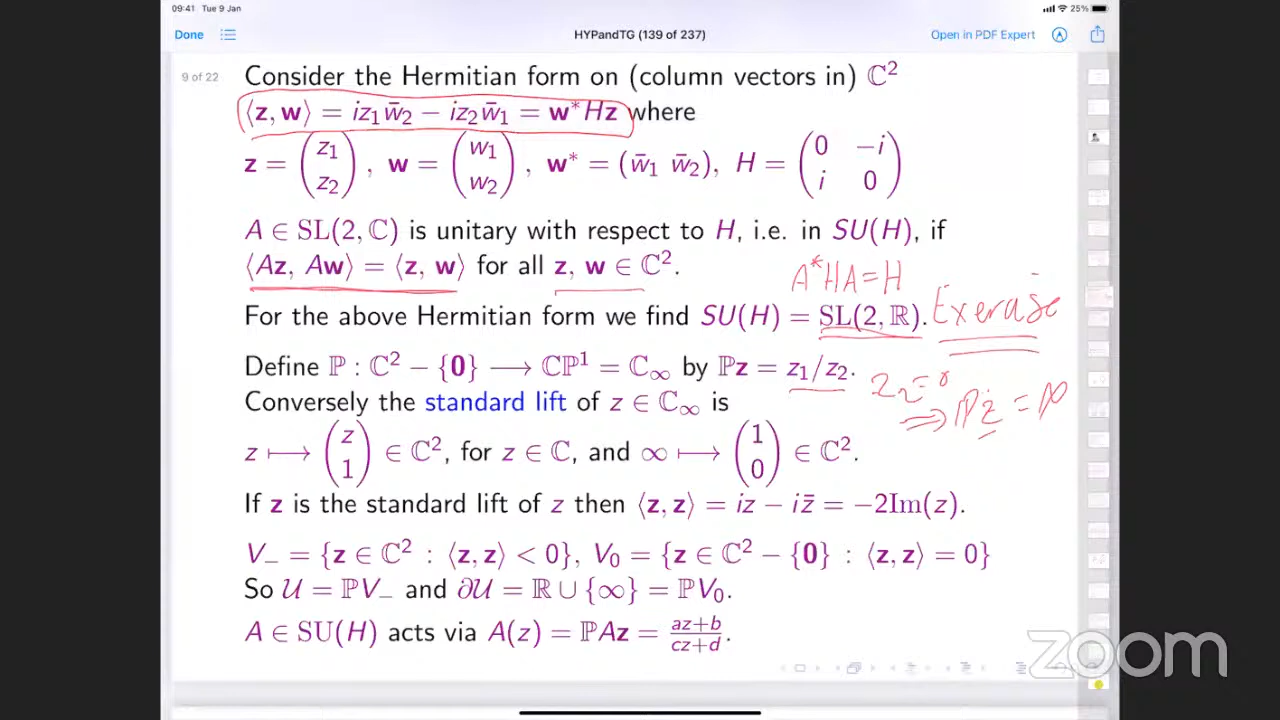 09:41 Tue 9 Jan
25%
Done
HYPandTG (139 of 237)
Open in PDF Expert
9 of 22
Consider the Hermitian form on (column vectors in) ℂ²
⟨z, w⟩ = iz₁w̄₂ − iz₂w̄₁ = w*Hz where
z = (z₁ z₂), w = (w₁ w₂), w* = (w̄₁ w̄₂), H = (0 −i i 0)
A ∈ SL(2, ℂ) is unitary with respect to H, i.e. in SU(H), if
⟨Az, Aw⟩ = ⟨z, w⟩ for all z, w ∈ ℂ².
A*HA = H
For the above Hermitian form we find SU(H) = SL(2, ℝ).
Exercise
Define ℙ : ℂ² − {0} ⟶ ℂℙ¹ = ℂ∞ by ℙz = z₁/z₂.
z₂ = 0
⇒ ℙz = ∞
Conversely the standard lift of z ∈ ℂ∞ is
z ⟼ (z 1) ∈ ℂ², for z ∈ ℂ, and ∞ ⟼ (1 0) ∈ ℂ².
If z is the standard lift of z then ⟨z, z⟩ = iz − iz̄ = −2Im(z).
V₋ = {z ∈ ℂ² : ⟨z, z⟩ < 0}, V₀ = {z ∈ ℂ² − {0} : ⟨z, z⟩ = 0}
So 𝒰 = ℙV₋ and ∂𝒰 = ℝ ∪ {∞} = ℙV₀.
A ∈ SU(H) acts via A(z) = ℙAz = (az+b)/(cz+d).
zoom